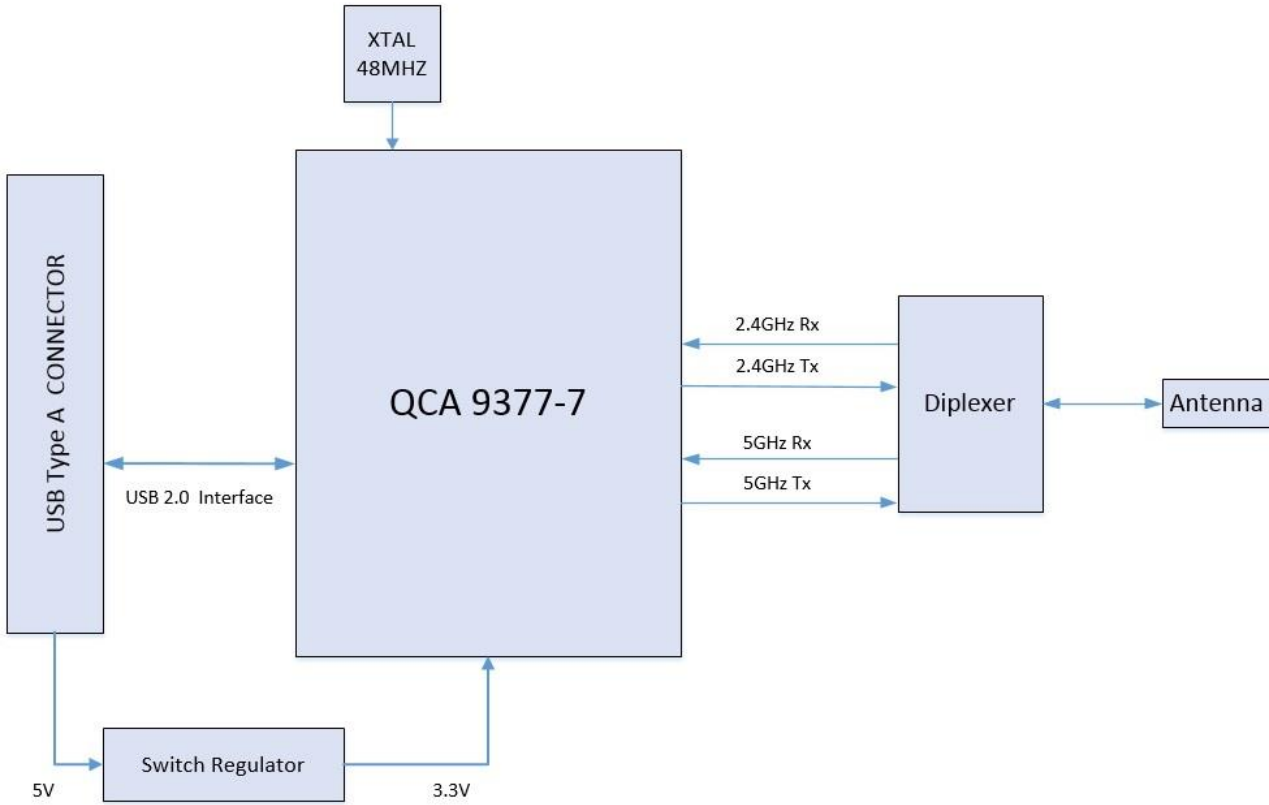 XTAL
48MHZ
USB Type A CONNECTOR
QCA 9377-7
2.4GHz Rx
2.4GHz Tx
5GHz Rx
5GHz Tx
Diplexer
Antenna
USB 2.0 Interface
Switch Regulator
5V
3.3V